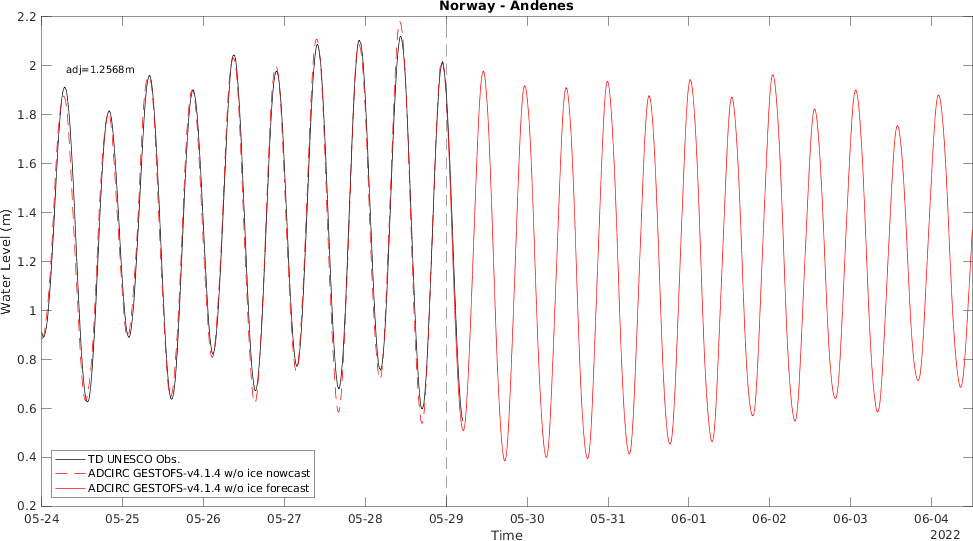 Norway - Andenes
2.2
2
1.8
1.6
1.4
1.2
1
0.8
0.6
0.4
0.2
Water Level (m)
adj=1.2568m
TD UNESCO Obs.
ADCIRC GESTOFS-v4.1.4 w/o ice nowcast
ADCIRC GESTOFS-v4.1.4 w/o ice forecast
05-24 05-25 05-26 05-27 05-28 05-29 05-30 05-31 06-01 06-02 06-03 06-04
Time
2022